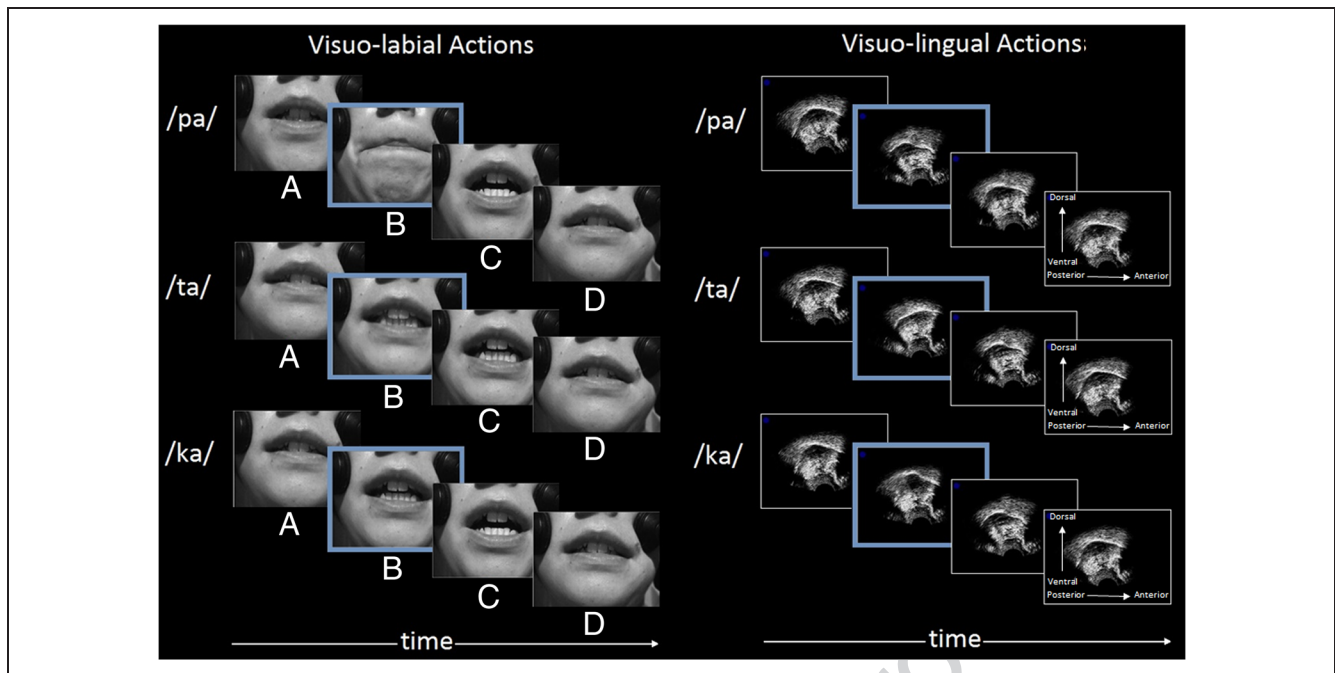 Visuo-labial Actions
/pa/
A
B
C
D
/ta/
A
B
C
D
/ka/
A
B
C
D
time
Visuo-lingual Actions:
/pa/
Dorsal
Ventral
Posterior
Anterior
/ta/
Dorsal
Ventral
Posterior
Anterior
/ka/
Dorsal
Ventral
Posterior
Anterior
time